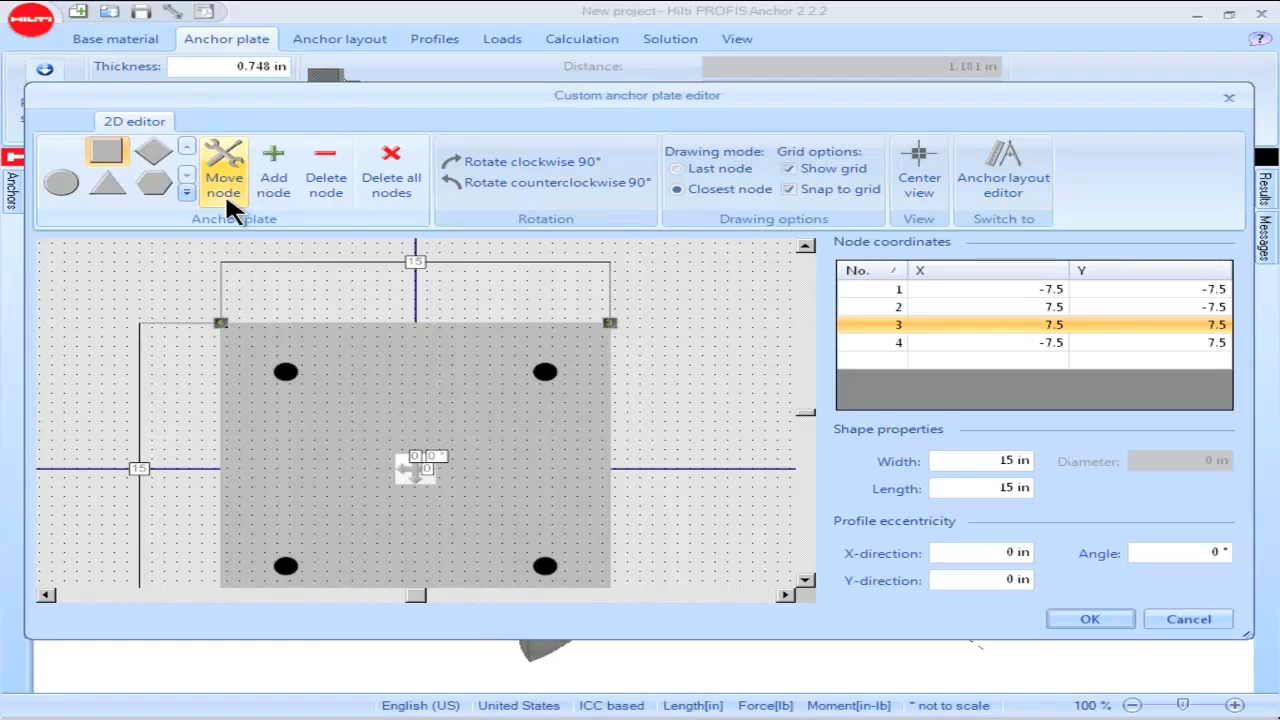 HILTI
New project - Hilti PROFIS Anchor 2.2.2
Base material Anchor plate Anchor layout Profiles Loads Calculation Solution View
Thickness: 0.748 in Distance: 1.181 in
Custom anchor plate editor
2D editor
Move node
Add node
Delete node
Delete all nodes
Anchor plate
Rotate clockwise 90°
Rotate counterclockwise 90°
Rotation
Drawing mode: Grid options:
Last node Show grid
Closest node Snap to grid
Drawing options
Center view
View
Anchor layout editor
Switch to
Anchors
Results
Messages
15
4 3
15
0 0 °
0
Node coordinates
No. X Y
1 -7.5 -7.5
2 7.5 -7.5
3 7.5 7.5
4 -7.5 7.5
Shape properties
Width: 15 in Diameter: 0 in
Length: 15 in
Profile eccentricity
X-direction: 0 in Angle: 0 °
Y-direction: 0 in
OK Cancel
English (US) United States ICC based Length[in] Force[lb] Moment[in-lb] * not to scale 100 %